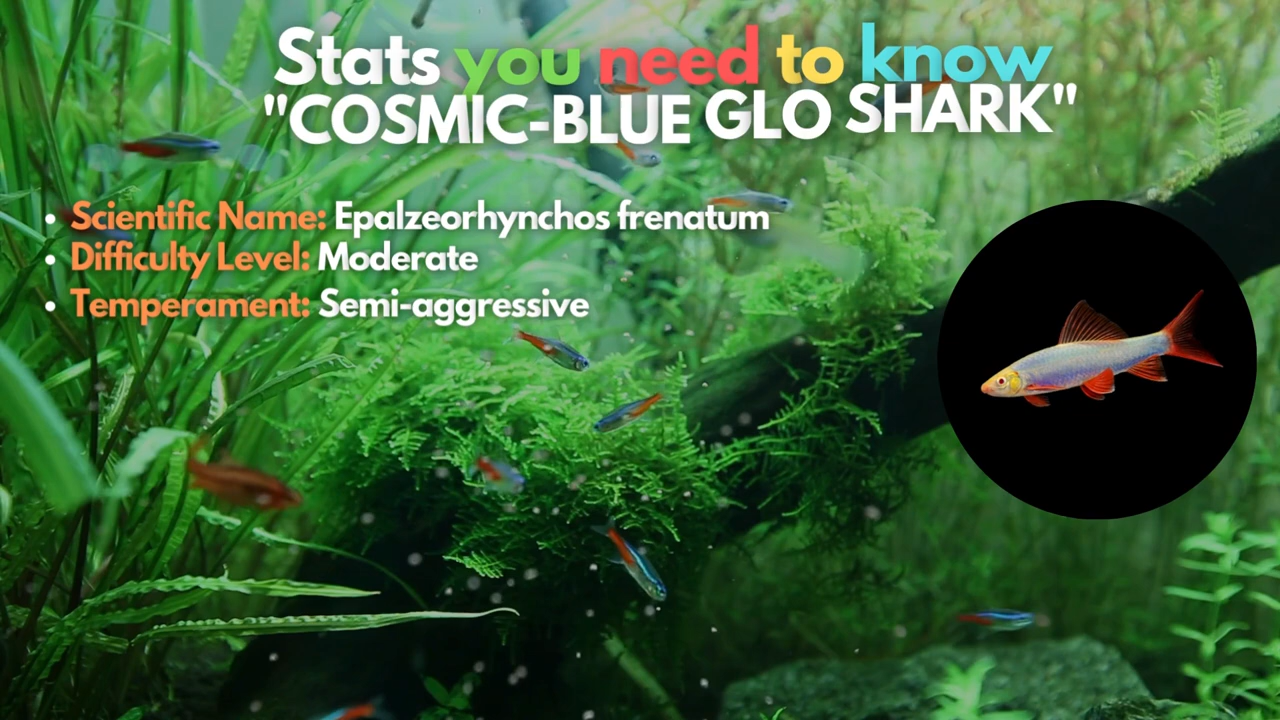 Stats you need to know
"COSMIC-BLUE GLO SHARK"
• Scientific Name: Epalzeorhynchos frenatum
• Difficulty Level: Moderate
• Temperament: Semi-aggressive